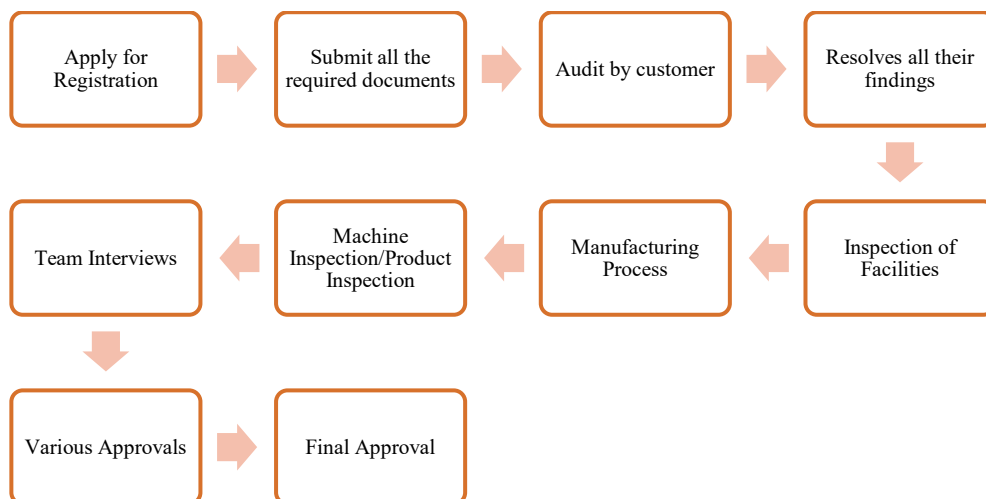 Apply for
Registration
Submit all the
required documents
Audit by customer
Resolves all their
findings
Inspection of
Facilities
Manufacturing
Process
Machine
Inspection/Product
Inspection
Team Interviews
Various Approvals
Final Approval